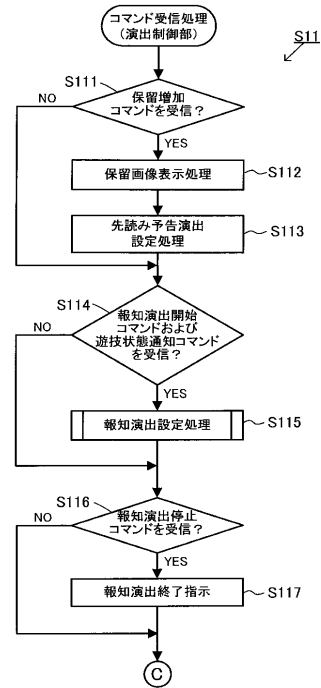 コマンド受信処理
(演出制御部)
S11
S111
保留増加
コマンドを受信?
NO
YES
保留画像表示処理
S112
先読み予告演出
設定処理
S113
S114
報知演出開始
コマンドおよび
遊技状態通知コマンド
を受信?
NO
YES
報知演出設定処理
S115
S116
報知演出停止
コマンドを受信?
NO
YES
報知演出終了指示
S117
C